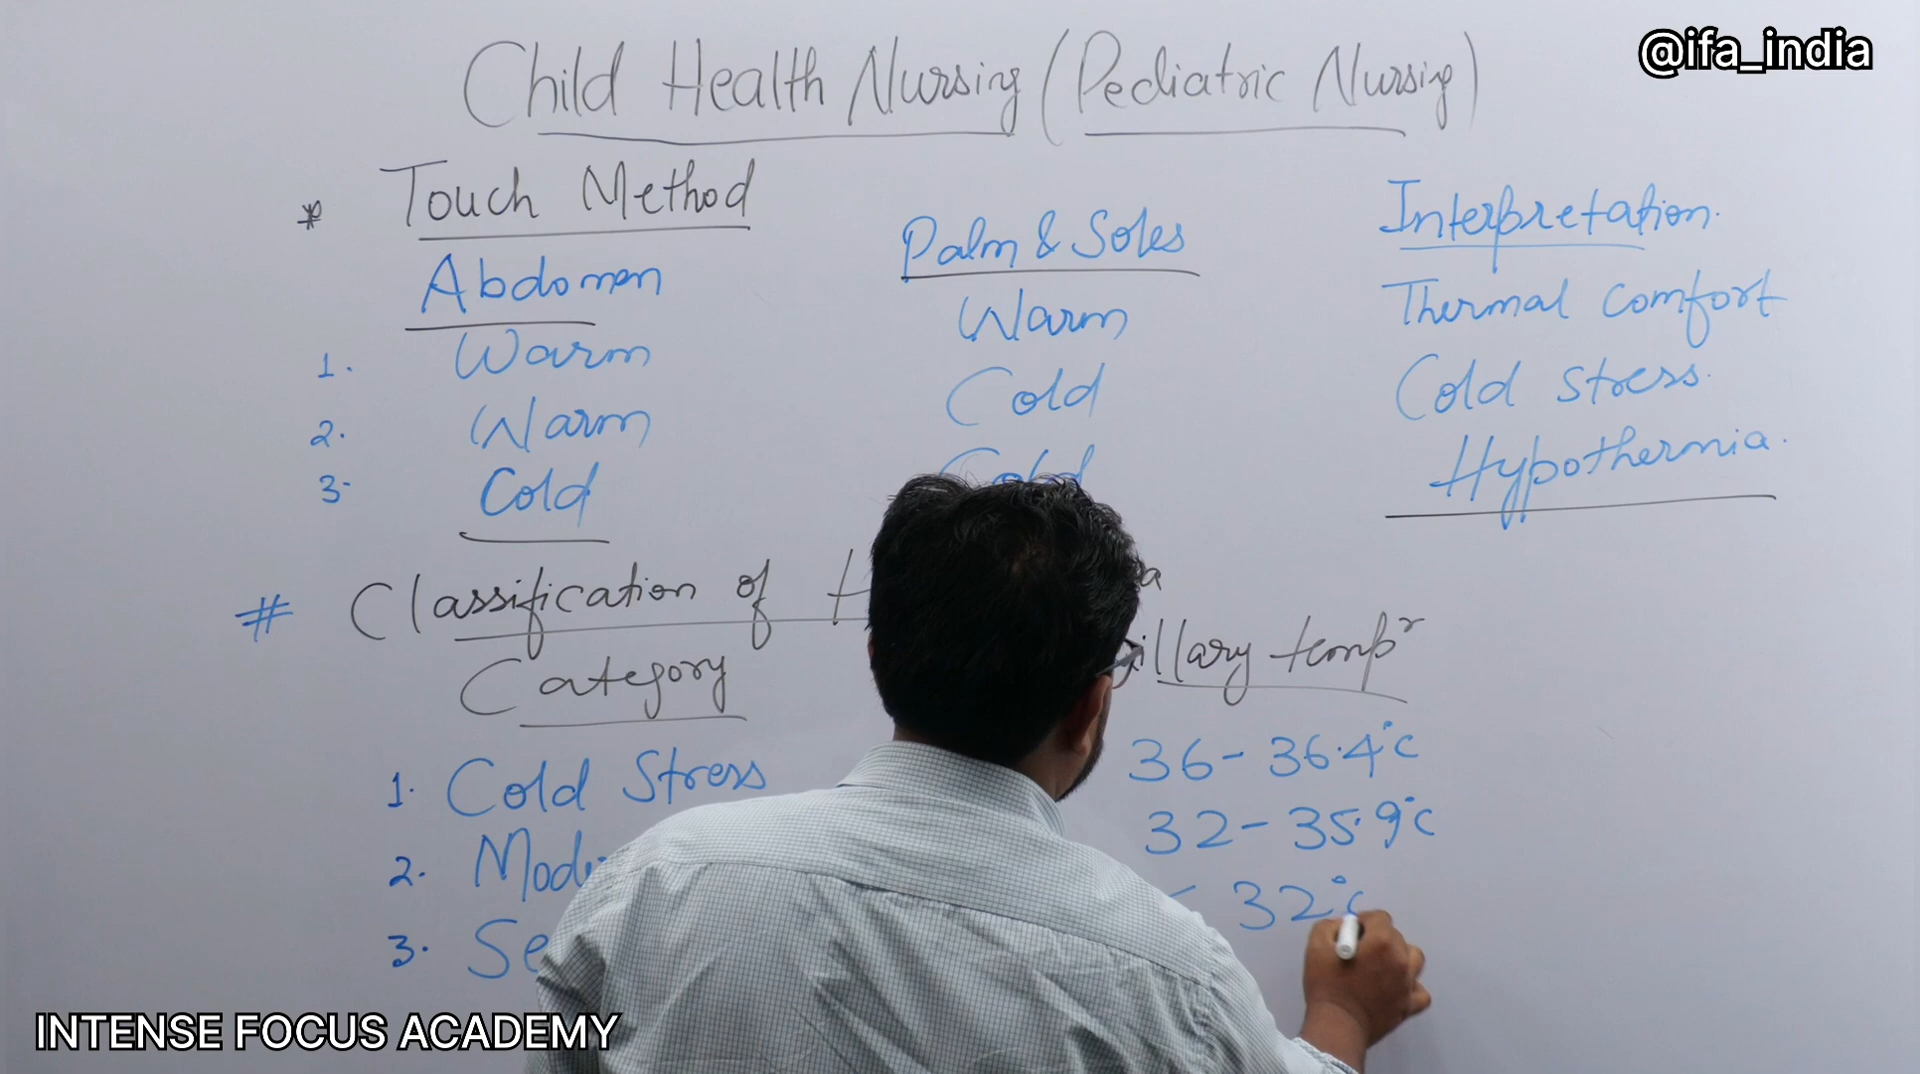 @ifa_india
Child Health Nursing (Pediatric Nursing)
* Touch Method
Abdomen Palm & Soles Interpretation.
1. Warm Warm Thermal comfort
2. Warm Cold Cold stress.
3. Cold Cold Hypothermia.
# Classification of
Category tempr
1. Cold Stress 36 - 36.4°C
2. 32 - 35.9°C
3. 32°C
INTENSE FOCUS ACADEMY